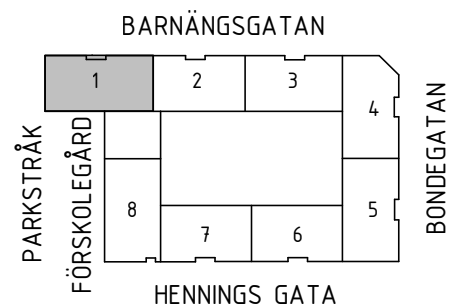 BARNÄNGSGATAN
1 2 3
4
PARKSTRÅK
FÖRSKOLEGÅRD
BONDEGATAN
8 7 6 5
HENNINGS GATA